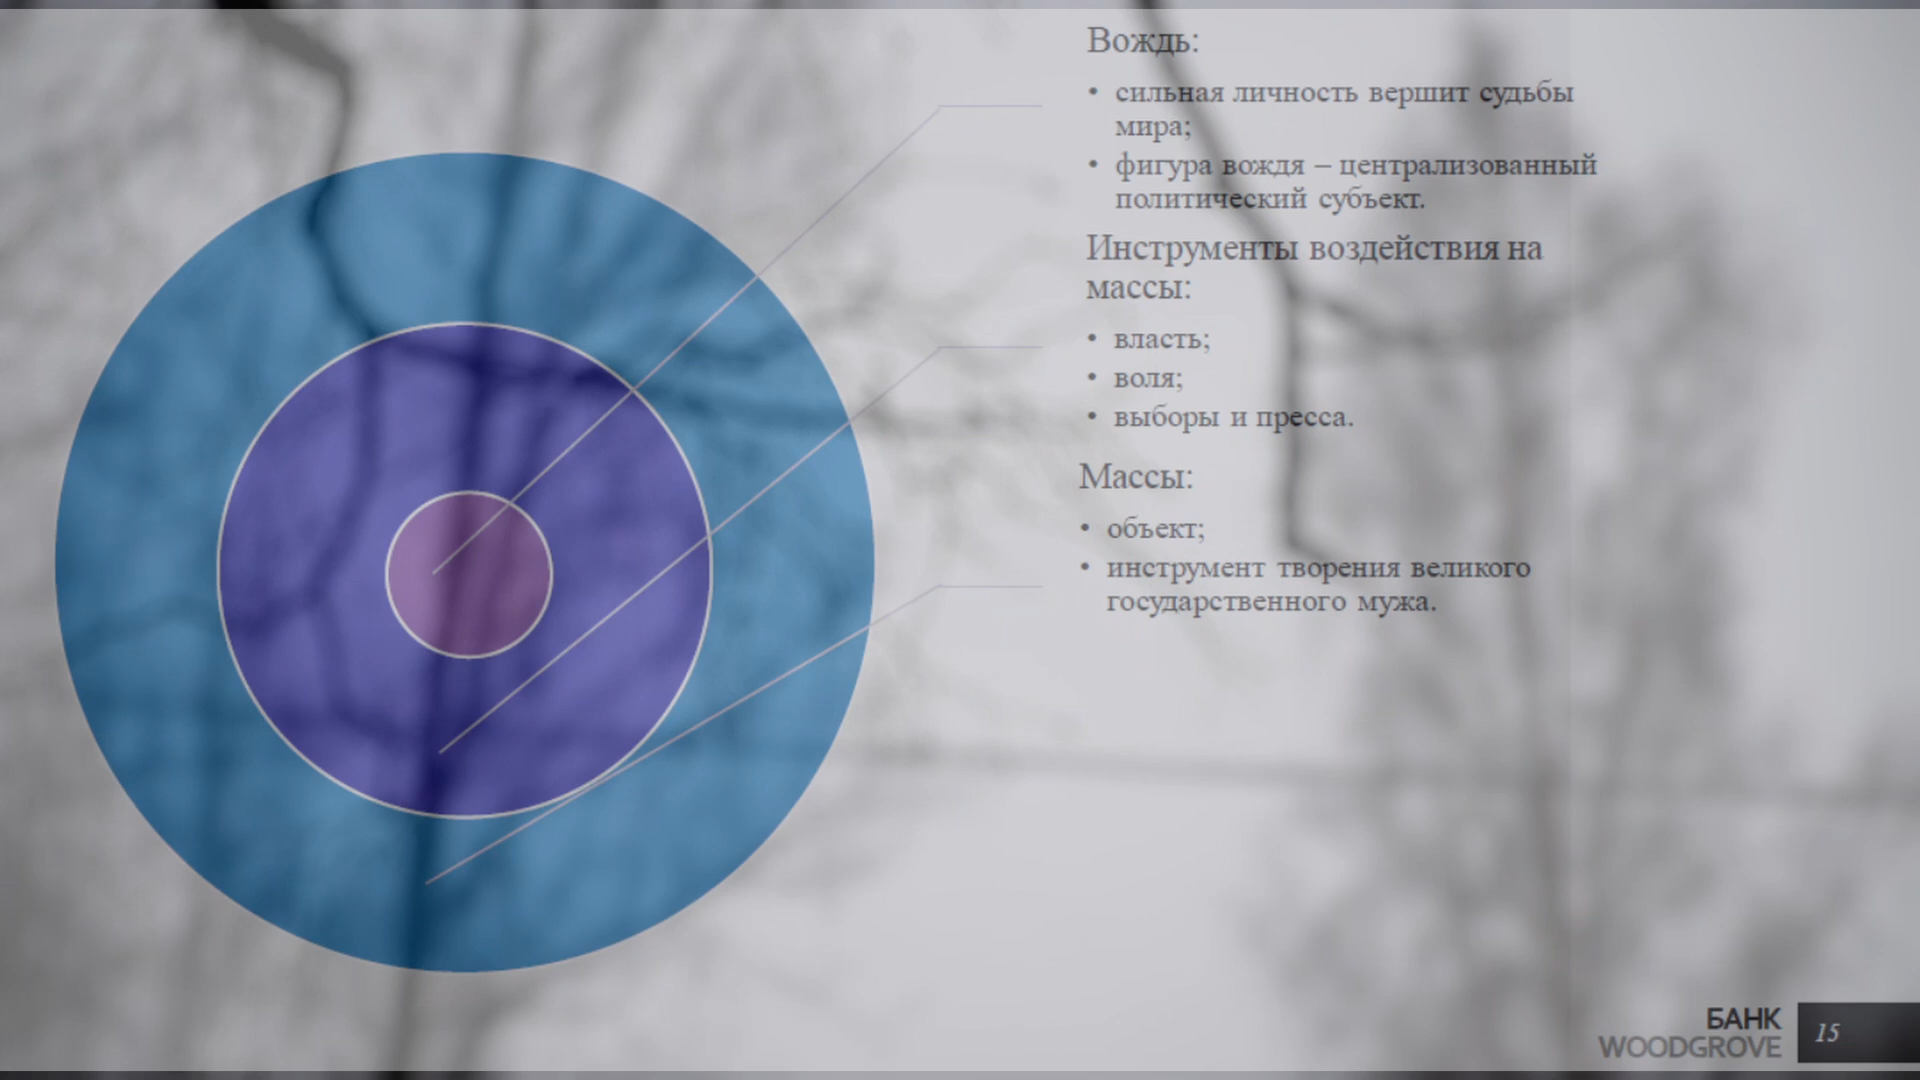 Вождь:
• сильная личность вершит судьбы
мира;
• фигура вождя – централизованный
политический субъект.
Инструменты воздействия на
массы:
• власть;
• воля;
• выборы и пресса.
Массы:
• объект;
• инструмент творения великого
государственного мужа.
БАНК
WOODGROVE
15